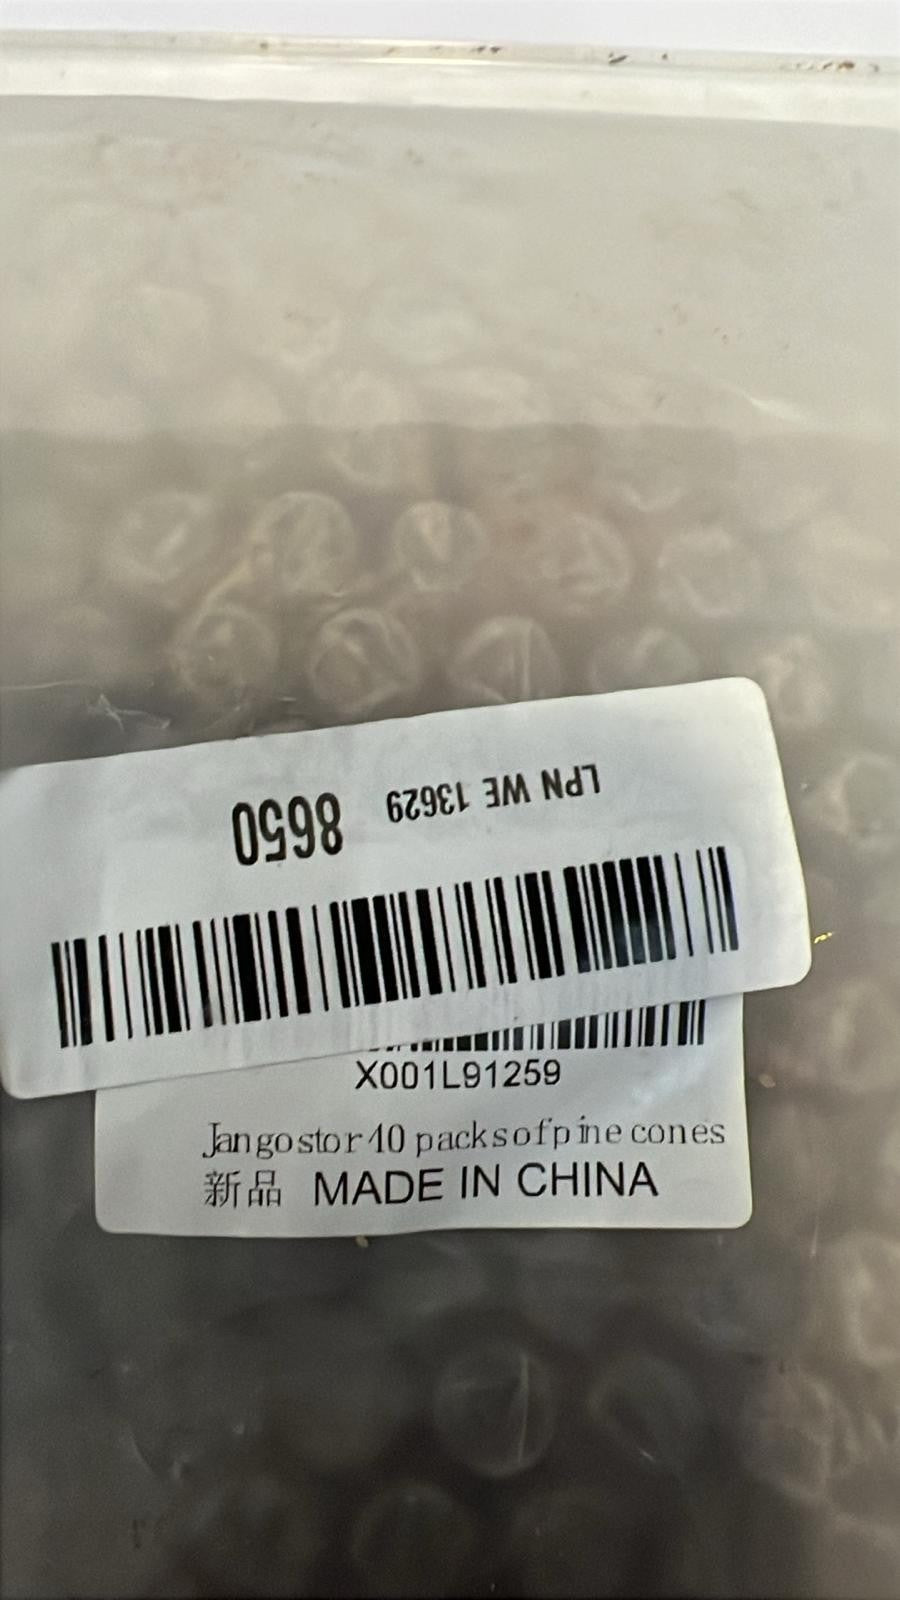 LPN WE 13629 8650
X001L91259
Jangostor 10 packs of pine cones
新品 MADE IN CHINA